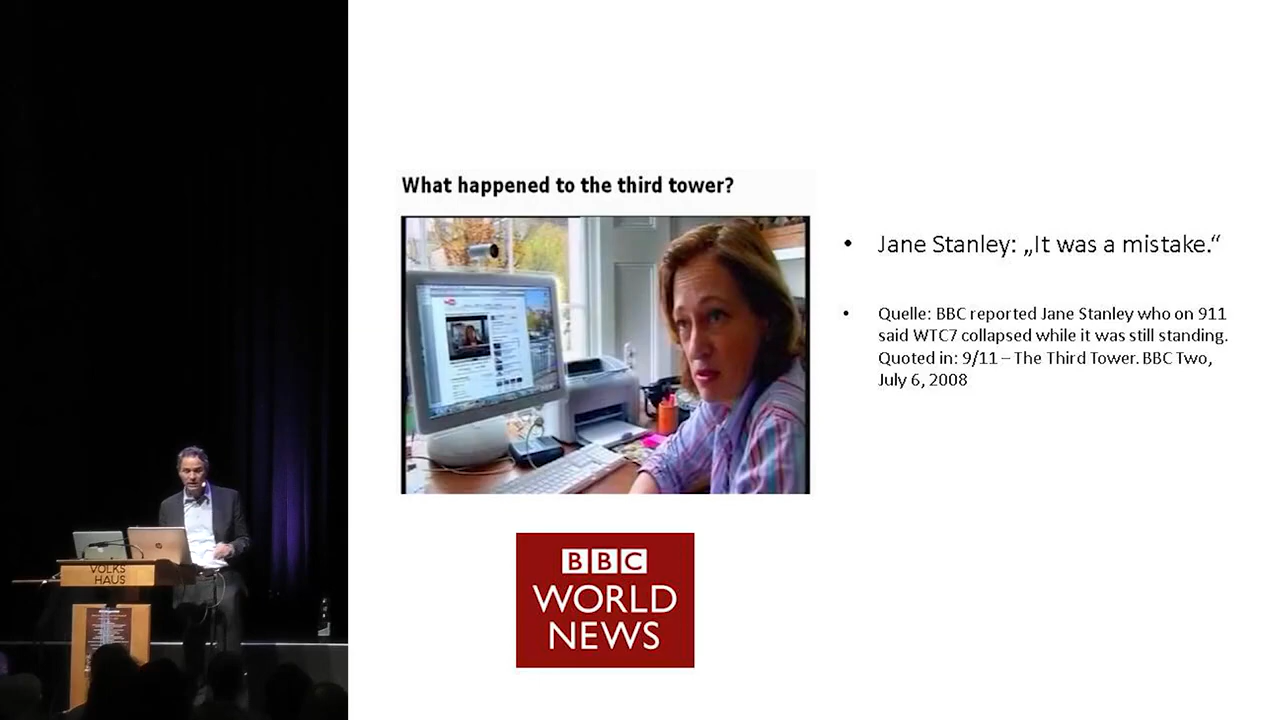 What happened to the third tower?
• Jane Stanley: „It was a mistake.“
• Quelle: BBC reported Jane Stanley who on 911
said WTC7 collapsed while it was still standing.
Quoted in: 9/11 – The Third Tower. BBC Two,
July 6, 2008
BBC
WORLD
NEWS
VOLKS
HAUS